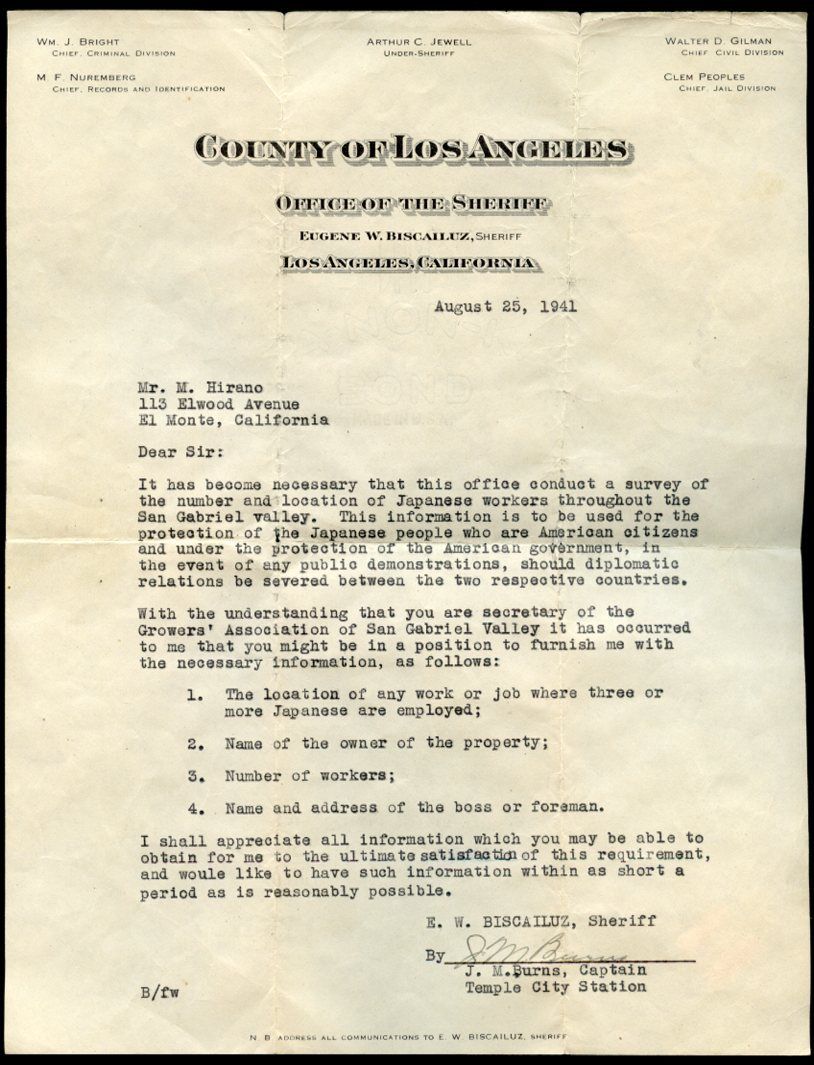 WM. J. BRIGHT
CHIEF, CRIMINAL DIVISION
M. F. NUREMBERG
CHIEF, RECORDS AND IDENTIFICATION
ARTHUR C. JEWELL
UNDER-SHERIFF
WALTER D. GILMAN
CHIEF CIVIL DIVISION
CLEM PEOPLES
CHIEF, JAIL DIVISION
COUNTY OF LOS ANGELES
OFFICE OF THE SHERIFF
EUGENE W. BISCAILUZ, SHERIFF
LOS ANGELES, CALIFORNIA
August 25, 1941
Mr. M. Hirano
113 Elwood Avenue
El Monte, California
Dear Sir:
It has become necessary that this office conduct a survey of
the number and location of Japanese workers throughout the
San Gabriel valley. This information is to be used for the
protection of the Japanese people who are American citizens
and under the protection of the American government, in
the event of any public demonstrations, should diplomatic
relations be severed between the two respective countries.
With the understanding that you are secretary of the
Growers' Association of San Gabriel Valley it has occurred
to me that you might be in a position to furnish me with
the necessary information, as follows:
1. The location of any work or job where three or
more Japanese are employed;
2. Name of the owner of the property;
3. Number of workers;
4. Name and address of the boss or foreman.
I shall appreciate all information which you may be able to
obtain for me to the ultimate satisfaction of this requirement,
and woule like to have such information within as short a
period as is reasonably possible.
E. W. BISCAILUZ, Sheriff
By J M Burns
J. M. Burns, Captain
Temple City Station
B/fw
N. B ADDRESS ALL COMMUNICATIONS TO E. W. BISCAILUZ, SHERIFF